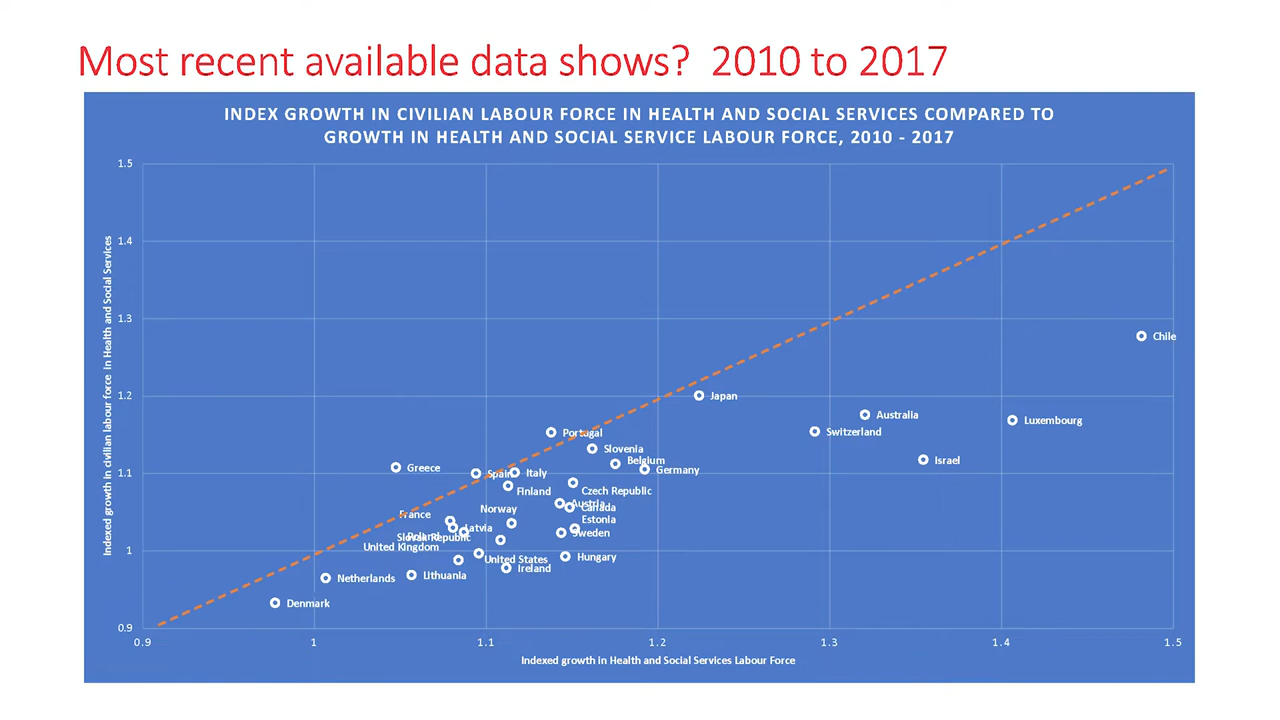 Most recent available data shows? 2010 to 2017
INDEX GROWTH IN CIVILIAN LABOUR FORCE IN HEALTH AND SOCIAL SERVICES COMPARED TO
GROWTH IN HEALTH AND SOCIAL SERVICE LABOUR FORCE, 2010 - 2017
Indexed growth in civilian labour force in Health and Social Services
1.5
1.4
1.3
1.2
1.1
1
0.9
Chile
Japan
Australia
Luxembourg
Portugal
Switzerland
Slovenia
Belgium
Israel
Greece
Spain
Italy
Germany
Finland
Czech Republic
Austria
Canada
Norway
France
Estonia
Latvia
Sweden
Poland
Slovak Republic
United Kingdom
Hungary
United States
Ireland
Netherlands
Lithuania
Denmark
0.9
1
1.1
1.2
1.3
1.4
1.5
Indexed growth in Health and Social Services Labour Force